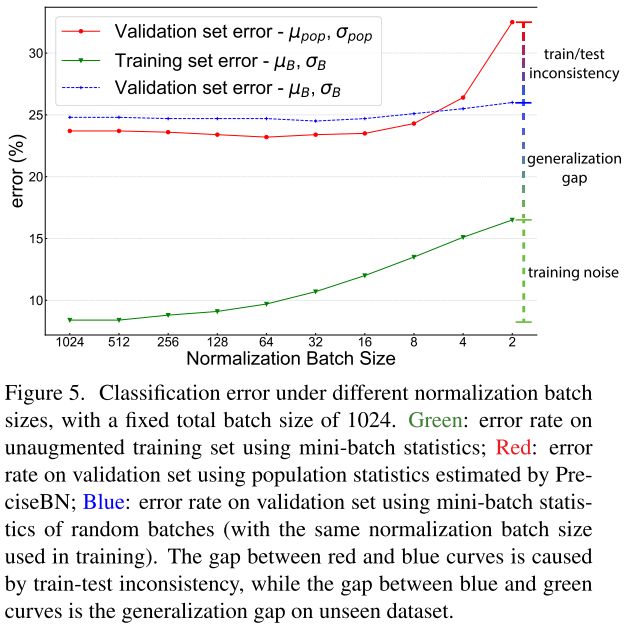 Validation set error - μpop, σpop
Training set error - μB, σB
Validation set error - μB, σB
train/test
inconsistency
generalization
gap
training noise
error (%)
30
25
20
15
10
1024 512 256 128 64 32 16 8 4 2
Normalization Batch Size
Figure 5. Classification error under different normalization batch
sizes, with a fixed total batch size of 1024. Green: error rate on
unaugmented training set using mini-batch statistics; Red: error
rate on validation set using population statistics estimated by Pre-
ciseBN; Blue: error rate on validation set using mini-batch statis-
tics of random batches (with the same normalization batch size
used in training). The gap between red and blue curves is caused
by train-test inconsistency, while the gap between blue and green
curves is the generalization gap on unseen dataset.